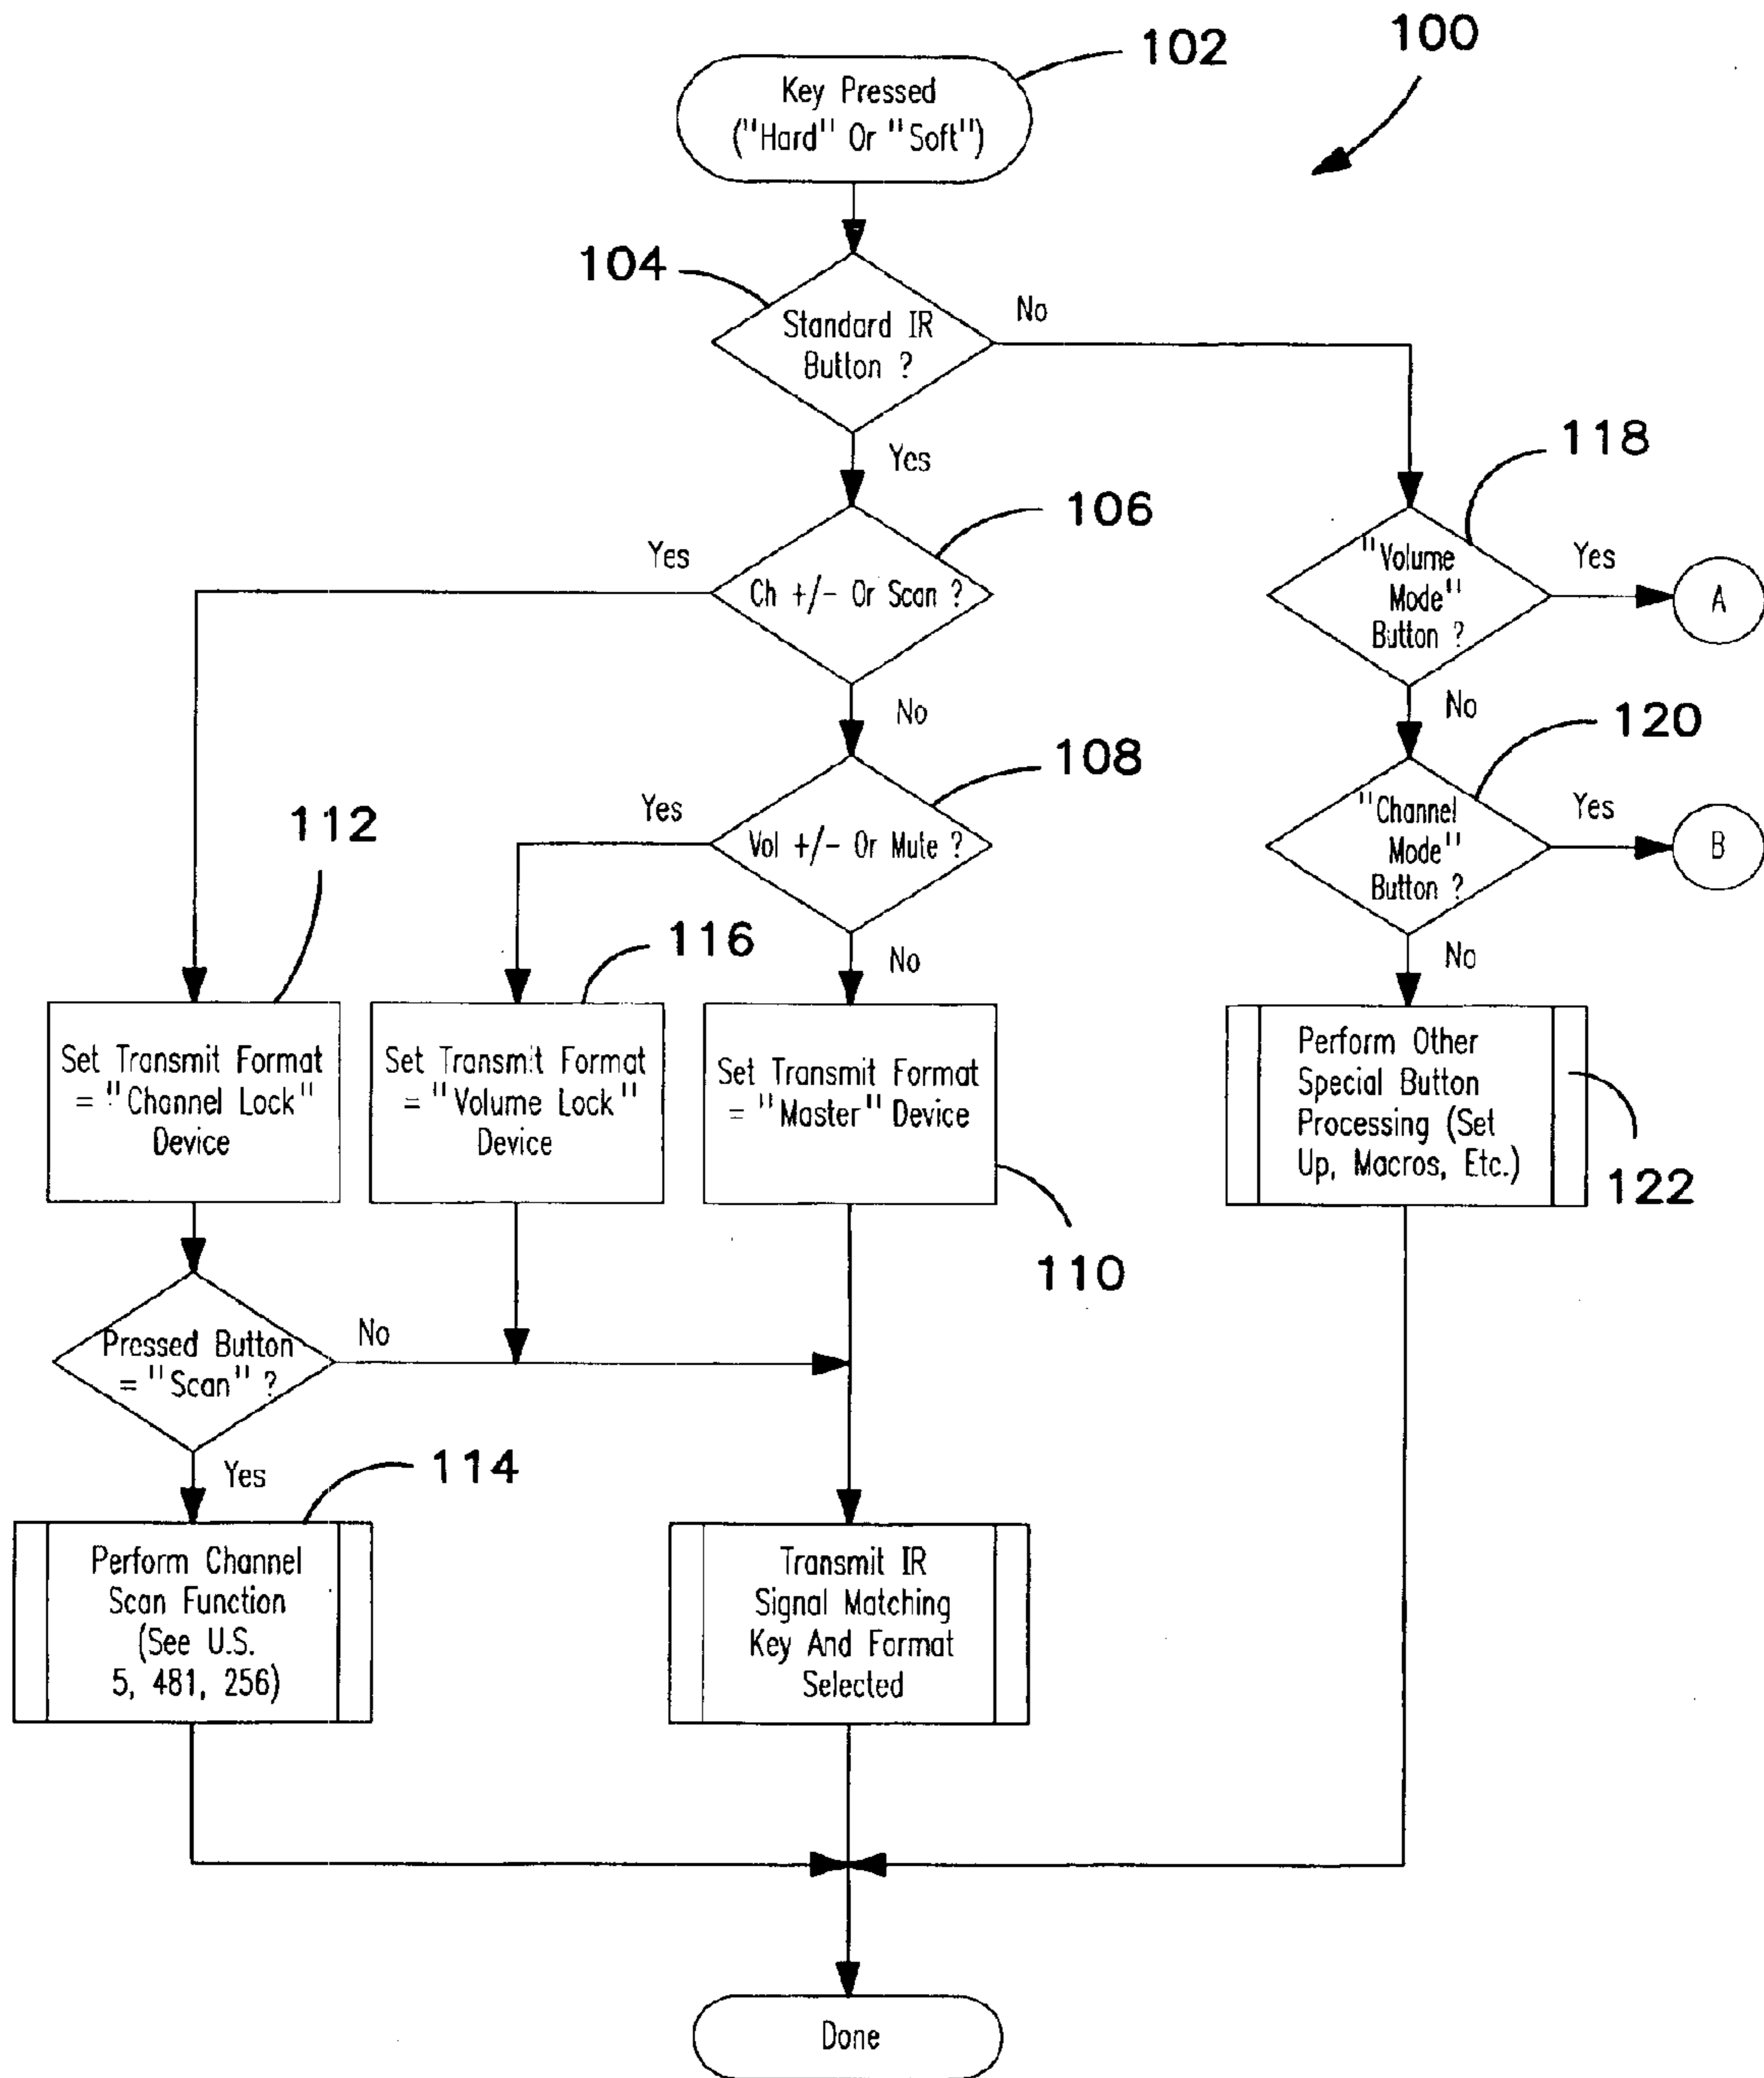 100
102
Key Pressed
("Hard" Or "Soft")
104
Standard IR
Button ?
No
Yes
118
106
Yes
Ch +/- Or Scan ?
"Volume
Mode"
Button ?
Yes
A
No
No
120
108
Yes
Vol +/- Or Mute ?
"Channel
Mode"
Button ?
Yes
B
112
116
No
No
Set Transmit Format
= "Channel Lock"
Device
Set Transmit Format
= "Volume Lock"
Device
Set Transmit Format
= "Master" Device
Perform Other
Special Button
Processing (Set
Up, Macros, Etc.)
122
110
Pressed Button
= "Scan" ?
No
Yes
114
Perform Channel
Scan Function
(See U.S.
5, 481, 256)
Transmit IR
Signal Matching
Key And Format
Selected
Done